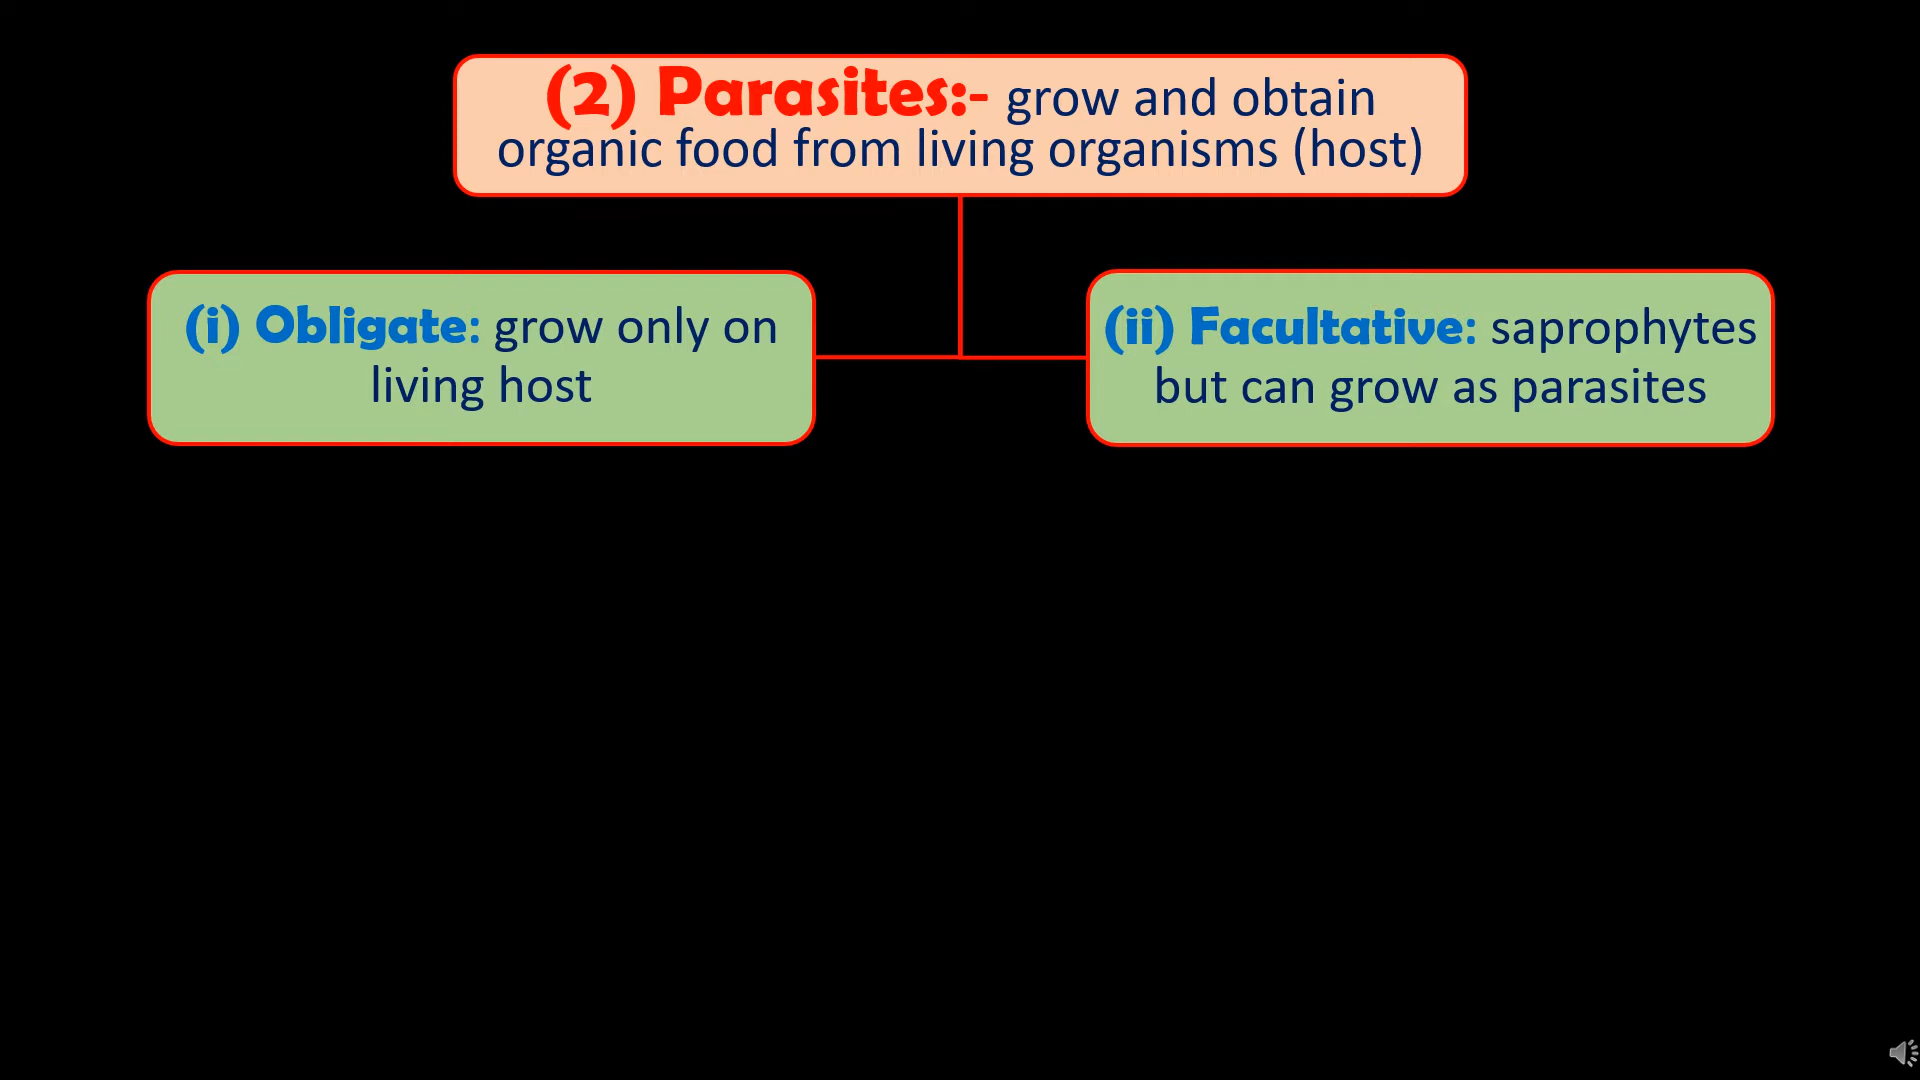 (2) Parasites:- grow and obtain
organic food from living organisms (host)
(i) Obligate: grow only on
living host
(ii) Facultative: saprophytes
but can grow as parasites